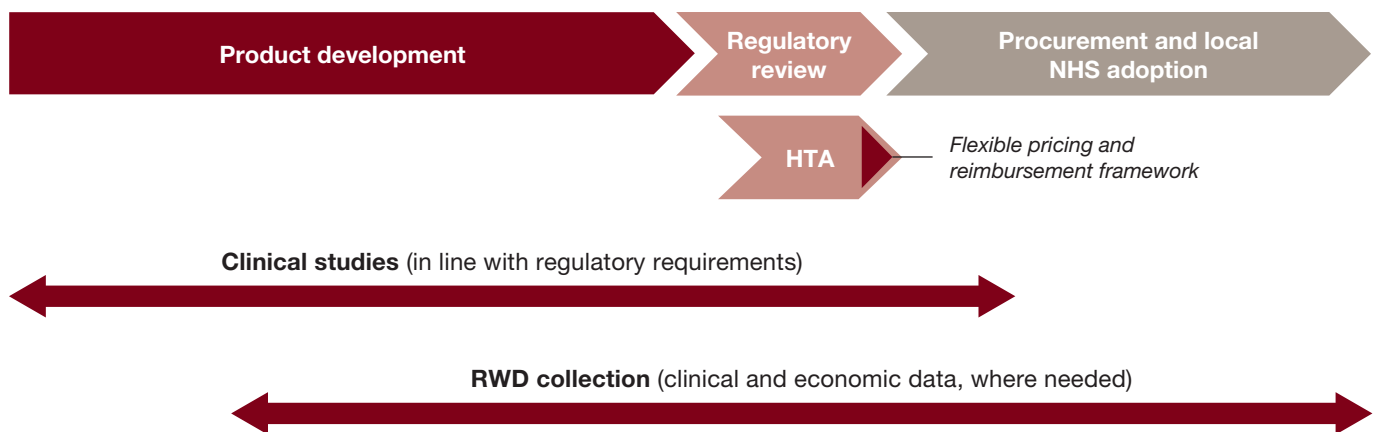 Product development
Regulatory
review
Procurement and local
NHS adoption
HTA
Flexible pricing and
reimbursement framework
Clinical studies (in line with regulatory requirements)
RWD collection (clinical and economic data, where needed)